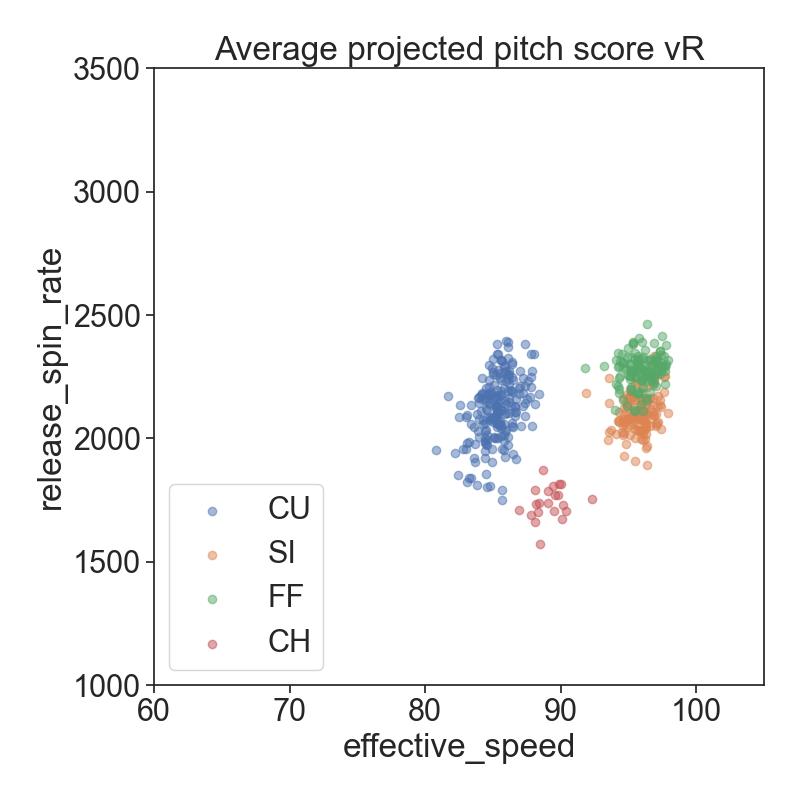 Average projected pitch score vR
3500
3000
2500
2000
1500
1000
release_spin_rate
CU
SI
FF
CH
60 70 80 90 100
effective_speed